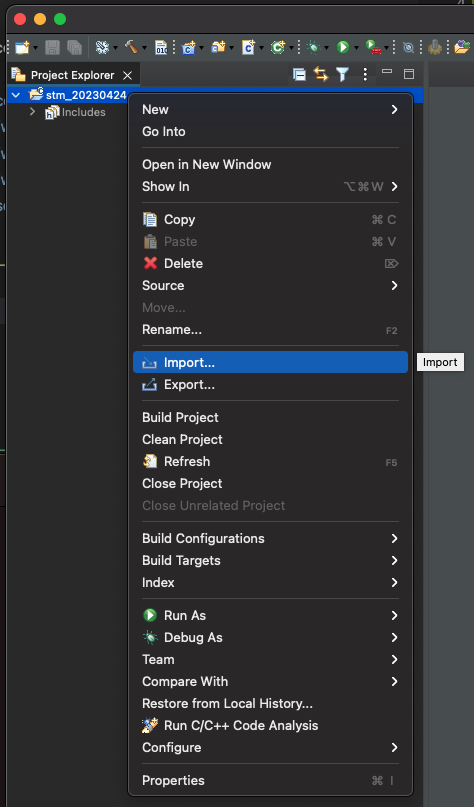 Project Explorer
stm_20230424
Includes
New
Go Into
Open in New Window
Show In ⌥⌘W
Copy ⌘C
Paste ⌘V
Delete ⌦
Source
Move...
Rename... F2
Import...
Import
Export...
Build Project
Clean Project
Refresh F5
Close Project
Close Unrelated Project
Build Configurations
Build Targets
Index
Run As
Debug As
Team
Compare With
Restore from Local History...
Run C/C++ Code Analysis
Configure
Properties ⌘I